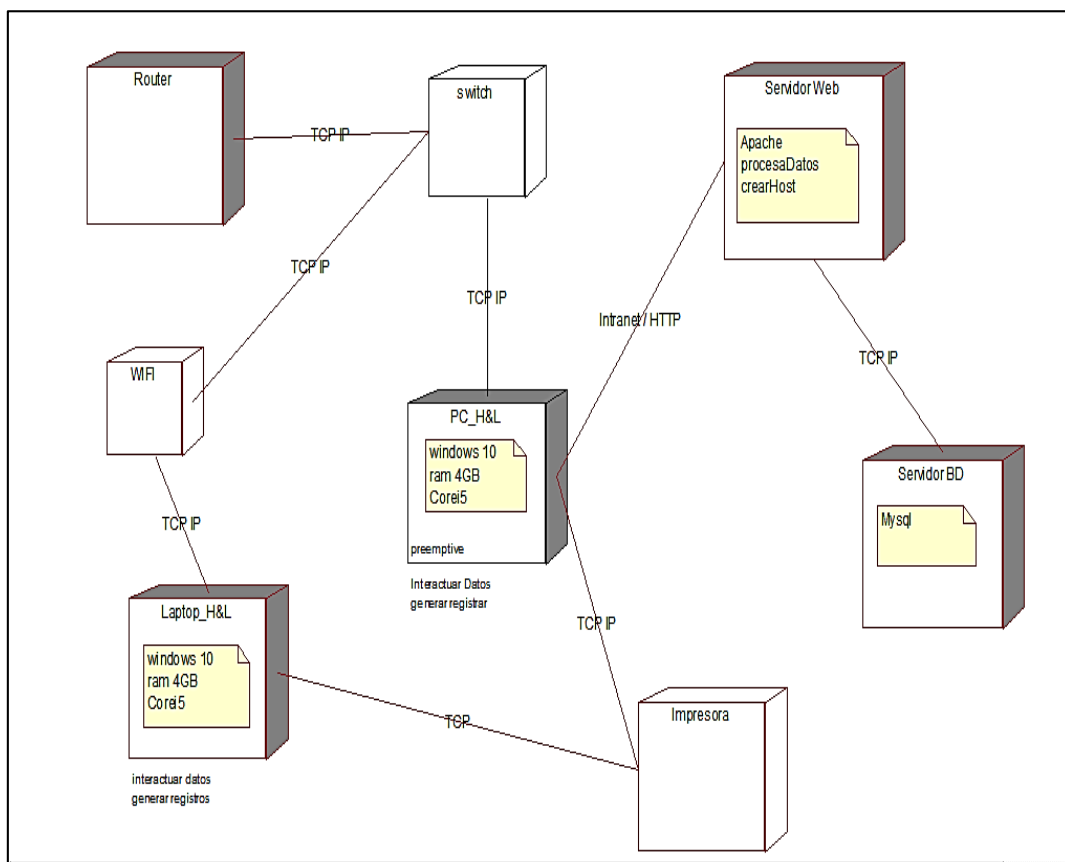 Router
switch
Servidor Web
Apache
procesaDatos
crearHost
TCP IP
TCP IP
TCP IP
Intranet / HTTP
TCP IP
WIFI
PC_H&L
windows 10
ram 4GB
Corei5
preemptive
Interactuar Datos
generar registrar
Servidor BD
Mysql
TCP IP
Laptop_H&L
windows 10
ram 4GB
Corei5
interactuar datos
generar registros
TCP IP
TCP
Impresora